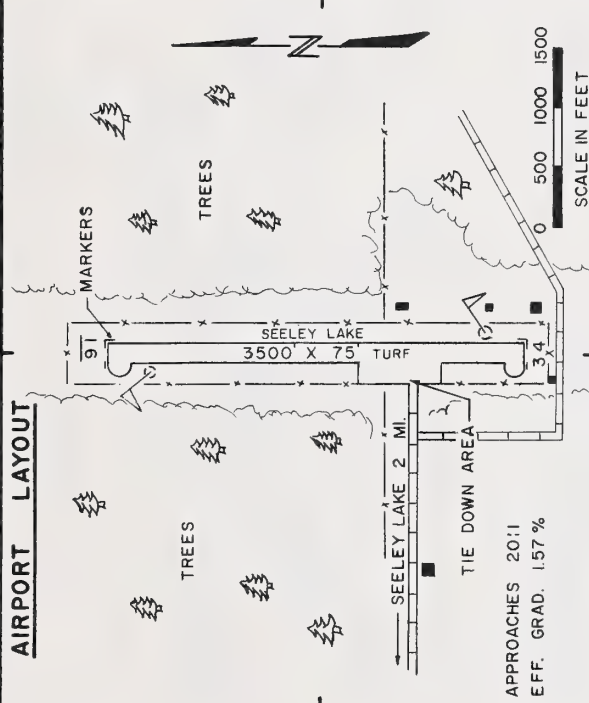 AIRPORT LAYOUT
N
MARKERS
16
TREES
TREES
SEELEY LAKE
3500' X 75' TURF
34
SEELEY LAKE 2 MI.
TIE DOWN AREA
APPROACHES 20:1
EFF. GRAD. 1.57%
0 500 1000 1500
SCALE IN FEET